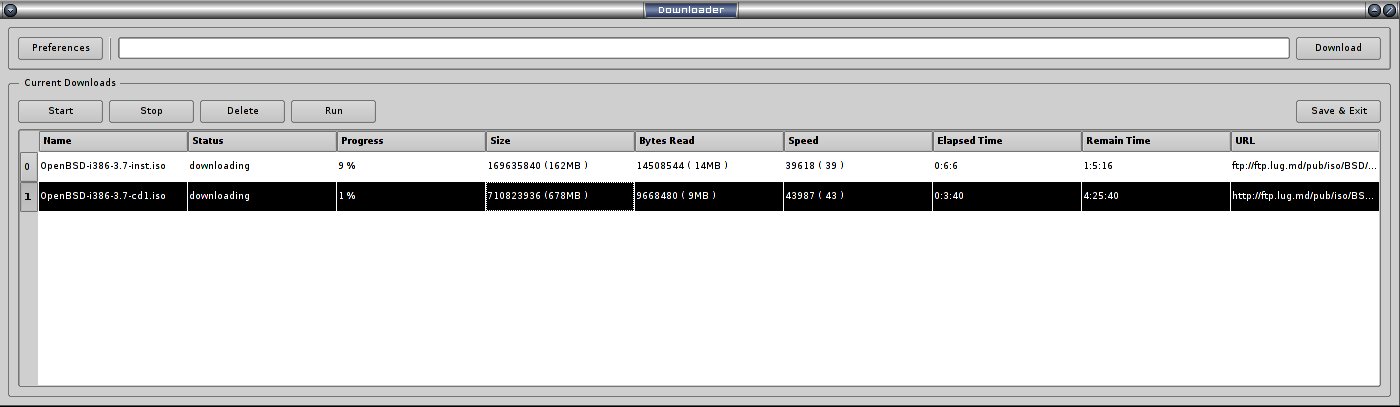 Downloader
Preferences Download
Current Downloads
Start Stop Delete Run Save & Exit
Name Status Progress Size Bytes Read Speed Elapsed Time Remain Time URL
0 OpenBSD-i386-3.7-inst.iso downloading 9 % 169635840 (162MB ) 14508544 ( 14MB ) 39618 ( 39 ) 0:6:6 1:5:16 ftp://ftp.lug.md/pub/iso/BSD/...
1 OpenBSD-i386-3.7-cd1.iso downloading 1 % 710823936 (678MB ) 9668480 ( 9MB ) 43987 ( 43 ) 0:3:40 4:25:40 http://ftp.lug.md/pub/iso/BS...